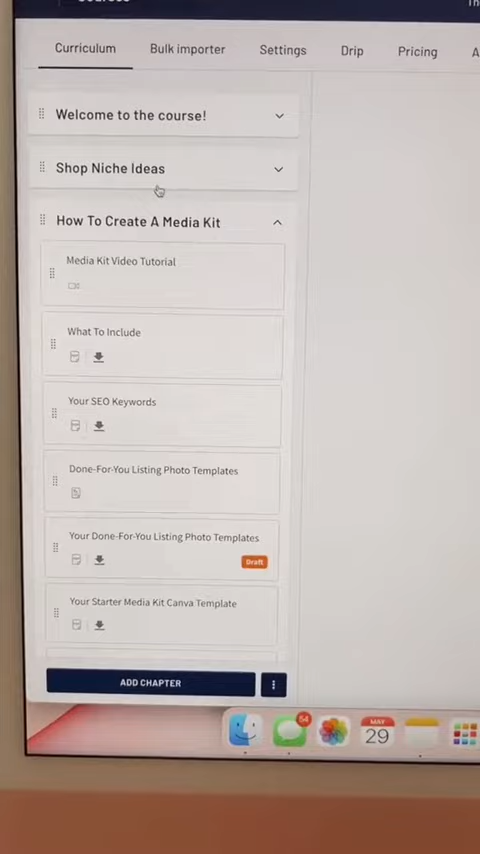 Curriculum Bulk importer Settings Drip Pricing
Welcome to the course!
Shop Niche Ideas
How To Create A Media Kit
Media Kit Video Tutorial
What To Include
Your SEO Keywords
Done-For-You Listing Photo Templates
Your Done-For-You Listing Photo Templates
Draft
Your Starter Media Kit Canva Template
ADD CHAPTER
54
MAY
29